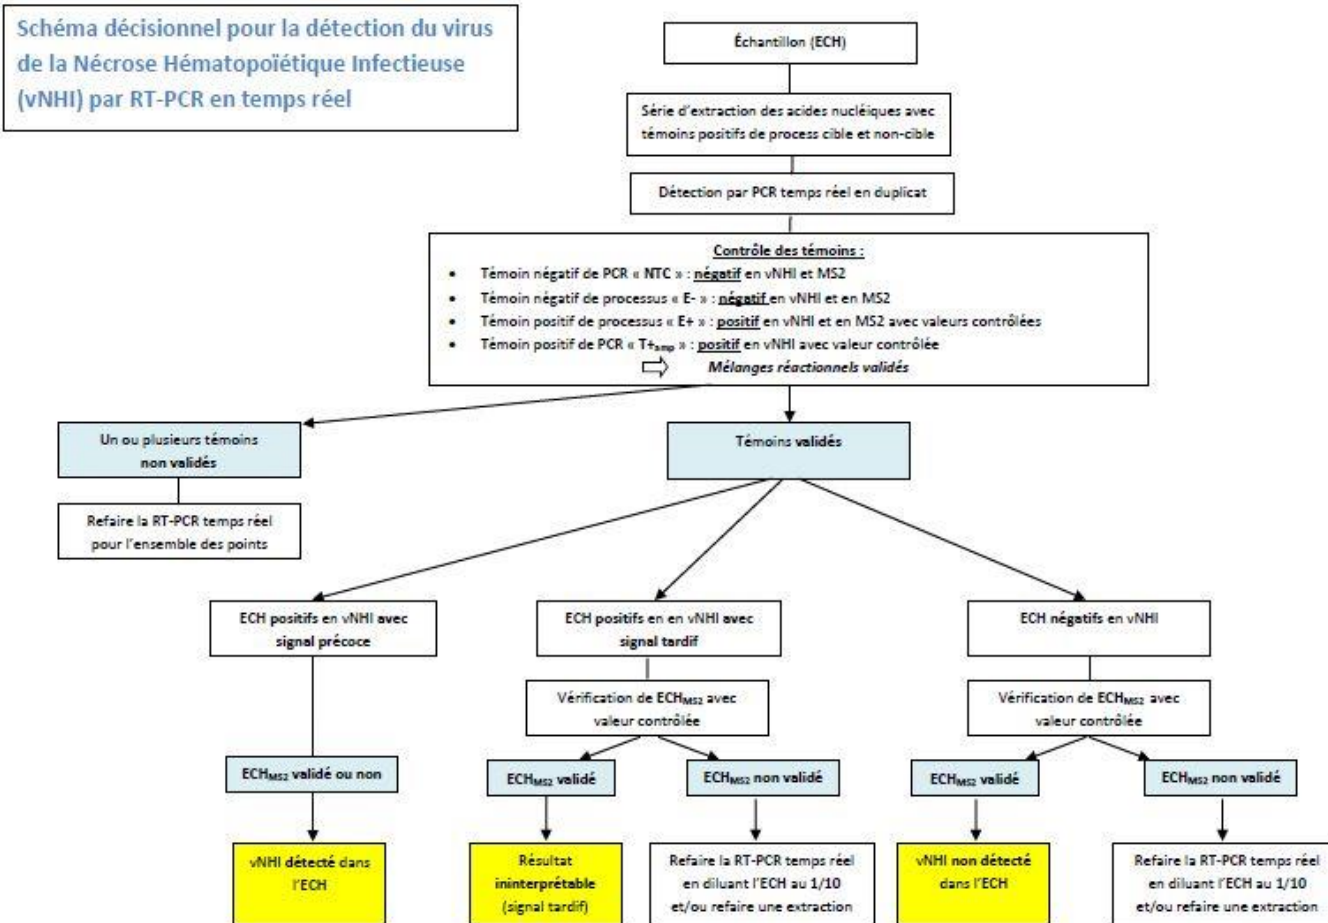 Schéma décisionnel pour la détection du virus
de la Nécrose Hématopoïétique Infectieuse
(vNHI) par RT-PCR en temps réel
Échantillon (ECH)
Série d'extraction des acides nucléiques avec
témoins positifs de process cible et non-cible
Détection par PCR temps réel en duplicat
Contrôle des témoins :
• Témoin négatif de PCR « NTC » : négatif en vNHI et MS2
• Témoin négatif de processus « E- » : négatif en vNHI et en MS2
• Témoin positif de processus « E+ » : positif en vNHI et en MS2 avec valeurs contrôlées
• Témoin positif de PCR « T+amp » : positif en vNHI avec valeur contrôlée
⇨ Mélanges réactionnels validés
Un ou plusieurs témoins
non validés
Témoins validés
Refaire la RT-PCR temps réel
pour l'ensemble des points
ECH positifs en vNHI avec
signal précoce
ECH positifs en en vNHI avec
signal tardif
ECH négatifs en vNHI
Vérification de ECHMS2 avec
valeur contrôlée
Vérification de ECHMS2 avec
valeur contrôlée
ECHMS2 validé ou non
ECHMS2 validé
ECHMS2 non validé
ECHMS2 validé
ECHMS2 non validé
vNHI détecté dans
l'ECH
Résultat
ininterprétable
(signal tardif)
Refaire la RT-PCR temps réel
en diluant l'ECH au 1/10
et/ou refaire une extraction
vNHI non détecté
dans l'ECH
Refaire la RT-PCR temps réel
en diluant l'ECH au 1/10
et/ou refaire une extraction